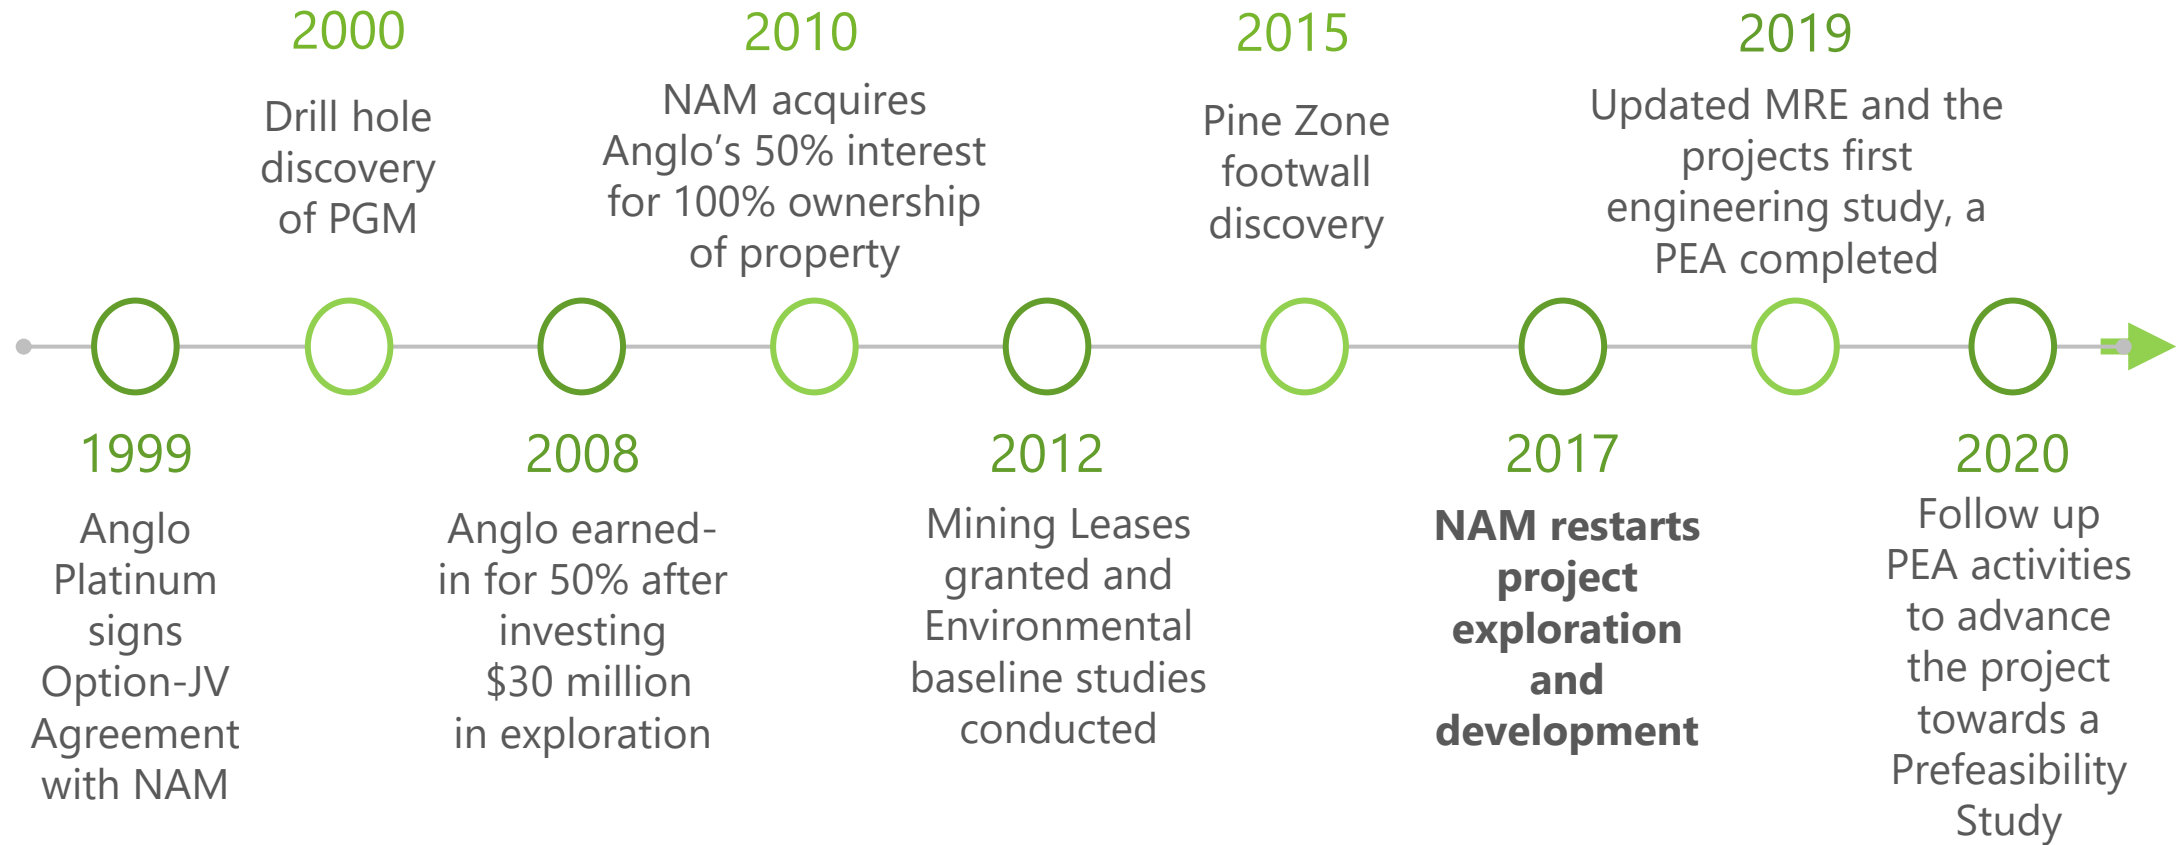 2000
Drill hole
discovery
of PGM
2010
NAM acquires
Anglo’s 50% interest
for 100% ownership
of property
2015
Pine Zone
footwall
discovery
2019
Updated MRE and the
projects first
engineering study, a
PEA completed
1999
Anglo
Platinum
signs
Option-JV
Agreement
with NAM
2008
Anglo earned-
in for 50% after
investing
$30 million
in exploration
2012
Mining Leases
granted and
Environmental
baseline studies
conducted
2017
NAM restarts
project
exploration
and
development
2020
Follow up
PEA activities
to advance
the project
towards a
Prefeasibility
Study